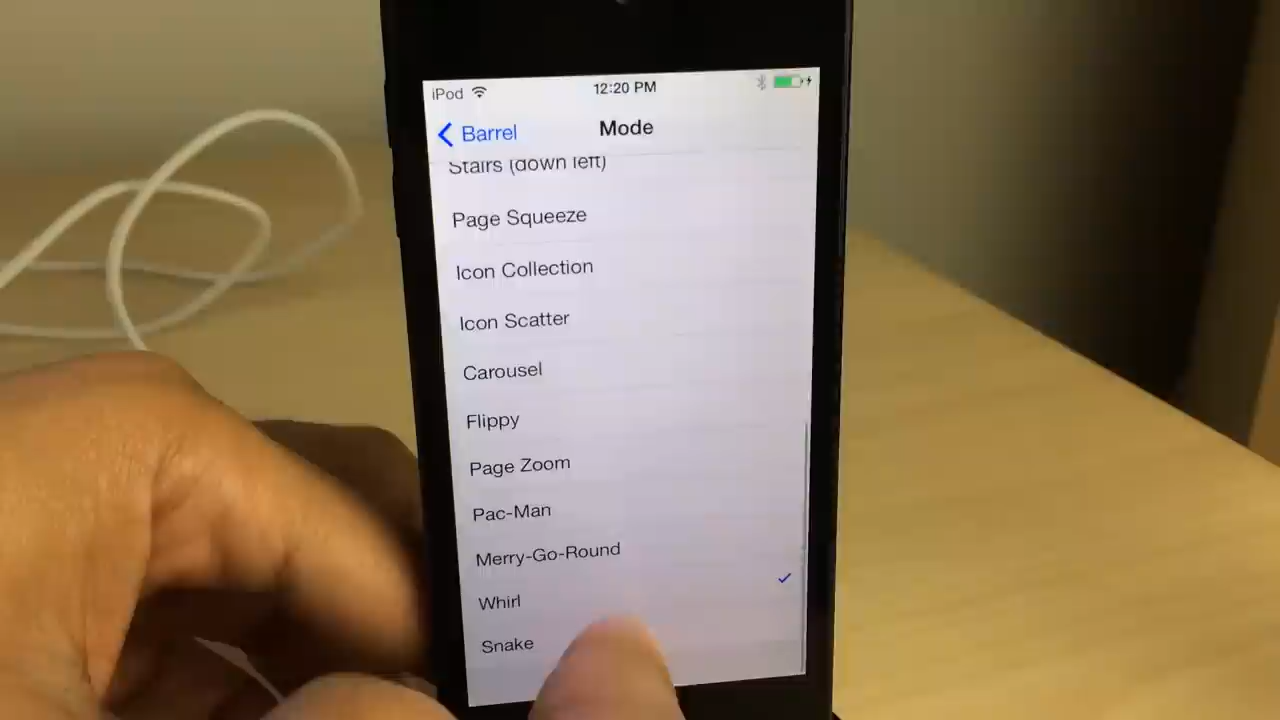 iPod 12:20 PM
Barrel Mode
Stairs (down left)
Page Squeeze
Icon Collection
Icon Scatter
Carousel
Flippy
Page Zoom
Pac-Man
Merry-Go-Round
Whirl
Snake